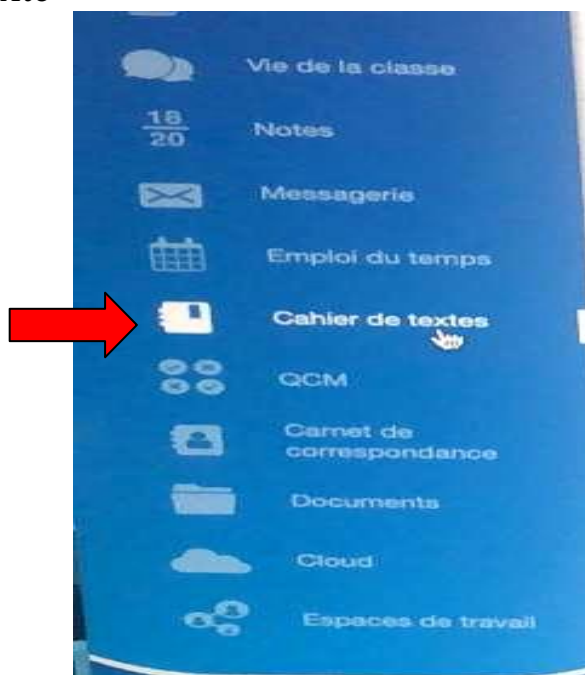 Vie de la classe
18
20
Notes
Messagerie
Emploi du temps
Cahier de textes
QCM
Carnet de
correspondance
Documents
Cloud
Espaces de travail